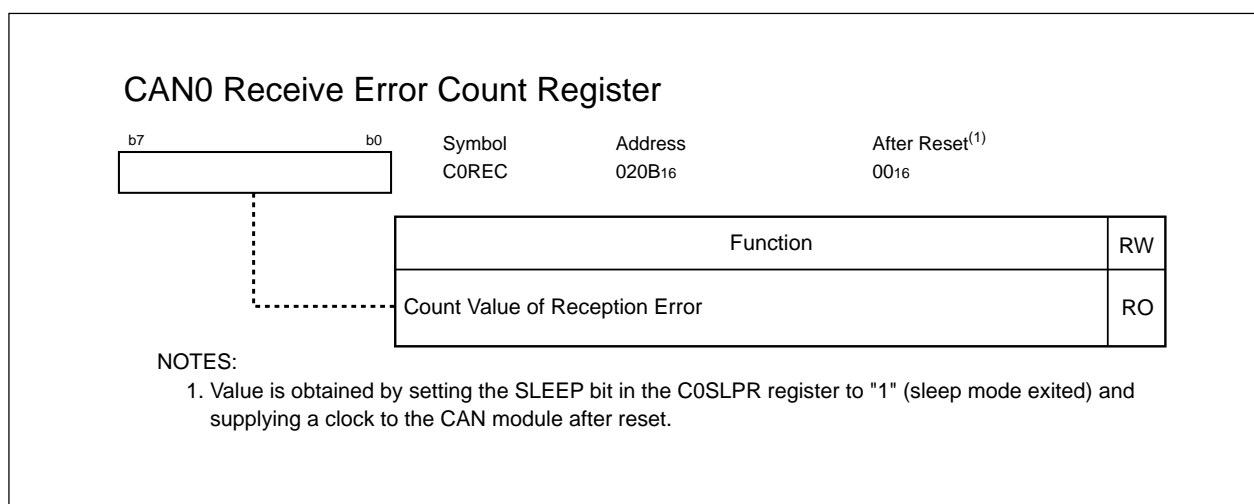 CAN0 Receive Error Count Register
b7 b0 Symbol Address After Reset(1)
C0REC 020B16 0016
Function RW
Count Value of Reception Error RO
NOTES:
1. Value is obtained by setting the SLEEP bit in the C0SLPR register to "1" (sleep mode exited) and
supplying a clock to the CAN module after reset.